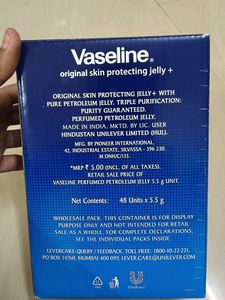 Vaseline®
original skin protecting jelly +
ORIGINAL SKIN PROTECTING JELLY+ WITH
PURE PETROLEUM JELLY. TRIPLE PURIFICATION:
PURITY GUARANTEED.
PERFUMED PETROLEUM JELLY.
MADE IN INDIA. MKTD. BY LIC. USER
HINDUSTAN UNILEVER LIMITED (HUL).
MFG. BY PIONEER INTERNATIONAL
42, INDUSTRIAL ESTATE, SILVASSA - 396 230.
*MRP ₹ 5.00 (INCL. OF ALL TAXES).
RETAIL SALE PRICE OF
VASELINE PERFUMED PETROLEUM JELLY 5.5 g UNIT.
Net Contents: 48 Units x 5.5 g
WHOLESALE PACK. THIS CONTAINER IS FOR DISPLAY
PURPOSE ONLY AND NOT INTENDED FOR RETAIL
SALE AS A WHOLE. FOR COMPLETE DECLARATIONS,
SEE THE INDIVIDUAL PACKS INSIDE.
LEVERCARE-QUERY / FEEDBACK, TOLL FREE: 1800-10-22-221,
PO BOX 14760, MUMBAI 400 099. LEVER.CARE@UNILEVER.COM
Unilever